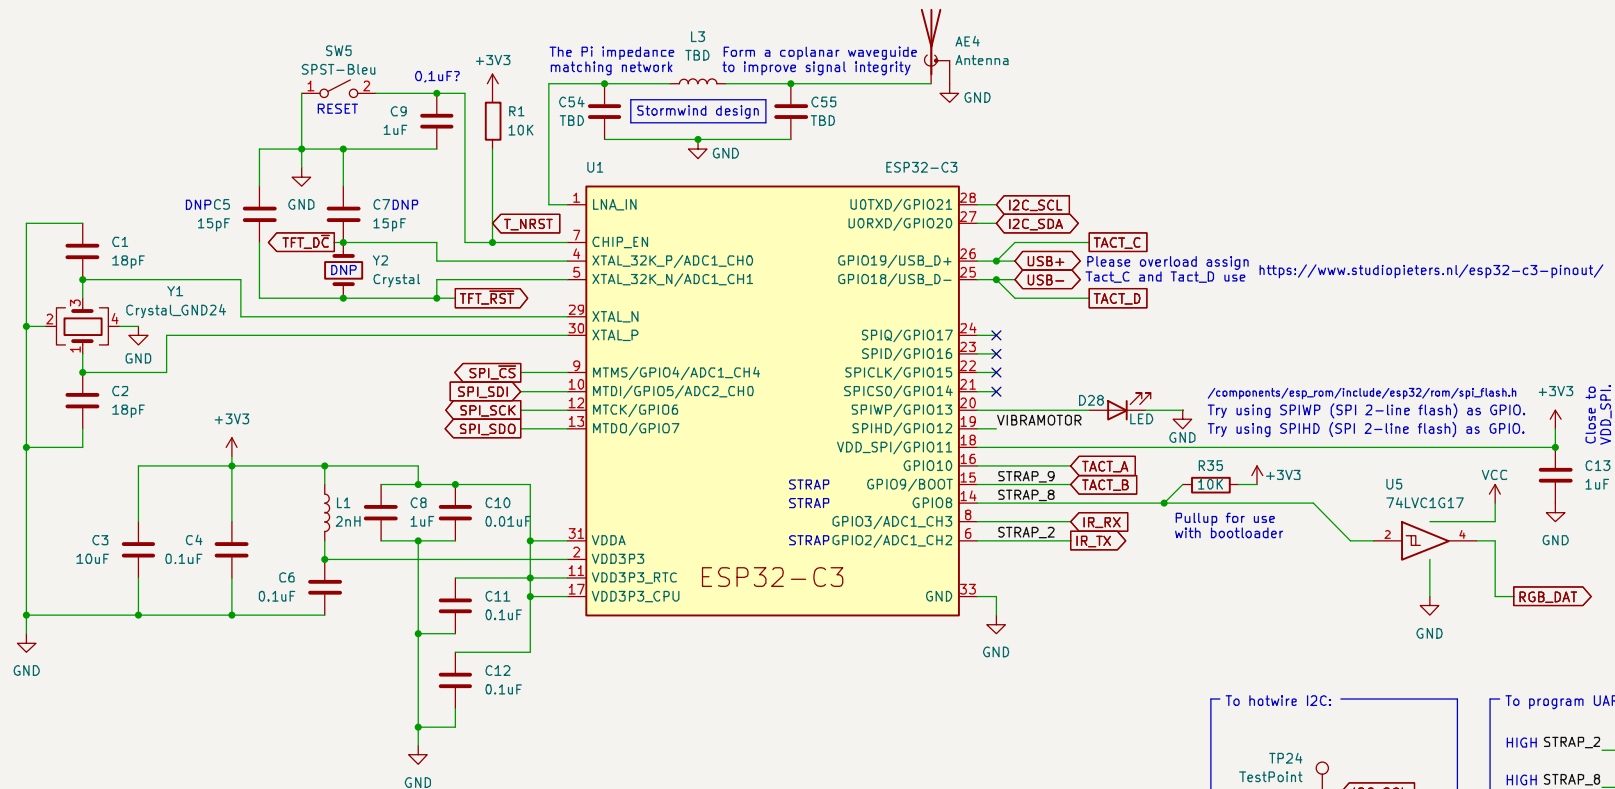 SW5
SPST-Bleu
1
2
RESET
0,1uF?
C9
1uF
+3V3
R1
10K
The Pi impedance
matching network
L3
TBD
Form a coplanar waveguide
to improve signal integrity
AE4
Antenna
GND
C54
TBD
Stormwind design
C55
TBD
GND
U1
ESP32-C3
DNP C5
15pF
GND
C7 DNP
15pF
T_NRST
TFT_DC
Y2
Crystal
DNP
TFT_RST
C1
18pF
Y1
Crystal_GND24
3
2
4
1
GND
C2
18pF
1 LNA_IN
7 CHIP_EN
4 XTAL_32K_P/ADC1_CH0
5 XTAL_32K_N/ADC1_CH1
29 XTAL_N
30 XTAL_P
SPI_CS 9 MTMS/GPIO4/ADC1_CH4
SPI_SDI 10 MTDI/GPIO5/ADC2_CH0
SPI_SCK 12 MTCK/GPIO6
SPI_SDO 13 MTDO/GPIO7
31 VDDA
2 VDD3P3
11 VDD3P3_RTC
17 VDD3P3_CPU
ESP32-C3
U0TXD/GPIO21 28 I2C_SCL
U0RXD/GPIO20 27 I2C_SDA
TACT_C
GPIO19/USB_D+ 26 USB+
GPIO18/USB_D- 25 USB-
TACT_D
Please overload assign
Tact_C and Tact_D use
https://www.studiopieters.nl/esp32-c3-pinout/
SPIQ/GPIO17 24
SPID/GPIO16 23
SPICLK/GPIO15 22
SPICS0/GPIO14 21
SPIWP/GPIO13 20
SPIHD/GPIO12 19 VIBRAMOTOR
VDD_SPI/GPIO11 18
GPIO10 16 TACT_A
STRAP GPIO9/BOOT 15 STRAP_9 TACT_B
STRAP GPIO8 14 STRAP_8
GPIO3/ADC1_CH3 8 IR_RX
STRAP GPIO2/ADC1_CH2 6 STRAP_2 IR_TX
GND 33
GND
D28
LED
GND
/components/esp_rom/include/esp32/rom/spi_flash.h
Try using SPIWP (SPI 2-line flash) as GPIO.
Try using SPIHD (SPI 2-line flash) as GPIO.
+3V3
Close to
VDD_SPI.
C13
1uF
GND
R35
10K
+3V3
Pullup for use
with bootloader
U5
74LVC1G17
VCC
2
4
GND
RGB_DAT
+3V3
L1
2nH
C8
1uF
C10
0.01uF
C3
10uF
C4
0.1uF
C6
0.1uF
C11
0.1uF
C12
0.1uF
GND
GND
To hotwire I2C:
TP24
TestPoint
To program UAR
HIGH STRAP_2
HIGH STRAP_8